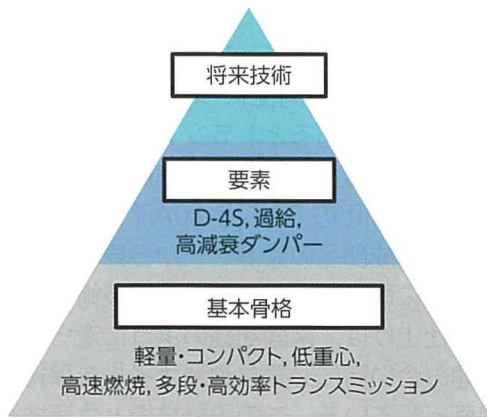 将来技術
要素
D-4S, 過給,
高減衰ダンパー
基本骨格
軽量・コンパクト, 低重心,
高速燃焼, 多段・高効率トランスミッション